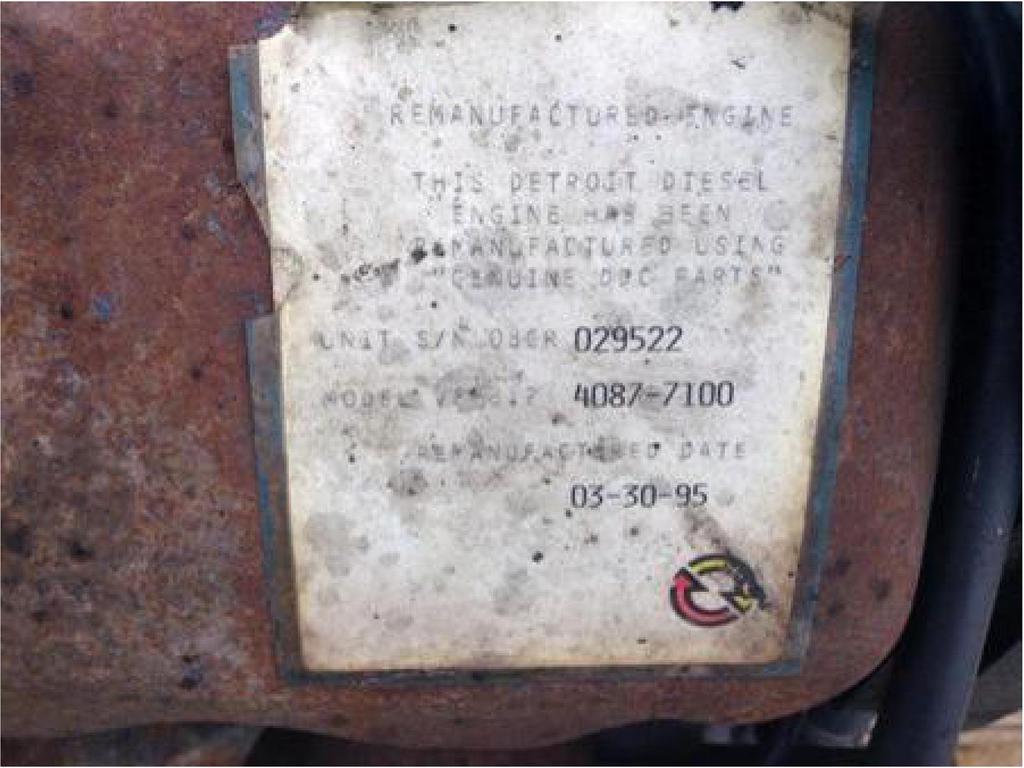 REMANUFACTURED ENGINE
THIS DETROIT DIESEL
ENGINE HAS BEEN
REMANUFACTURED USING
"GENUINE DDC PARTS"
UNIT S/N 029522
MODEL 4087-7100
REMANUFACTURED DATE
03-30-95